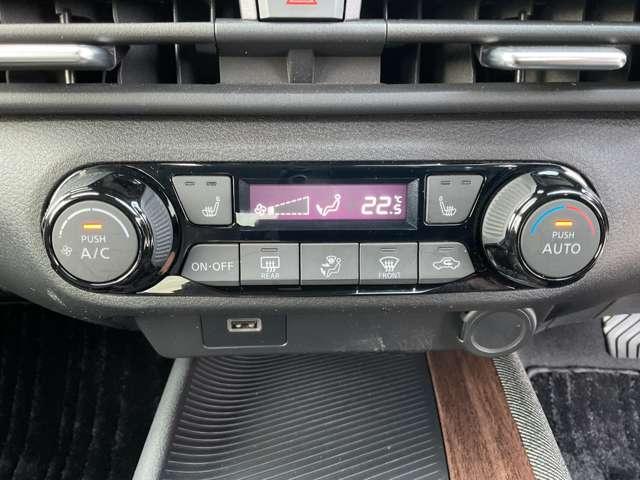 22.5℃
PUSH
A/C
PUSH
AUTO
ON·OFF
REAR
FRONT